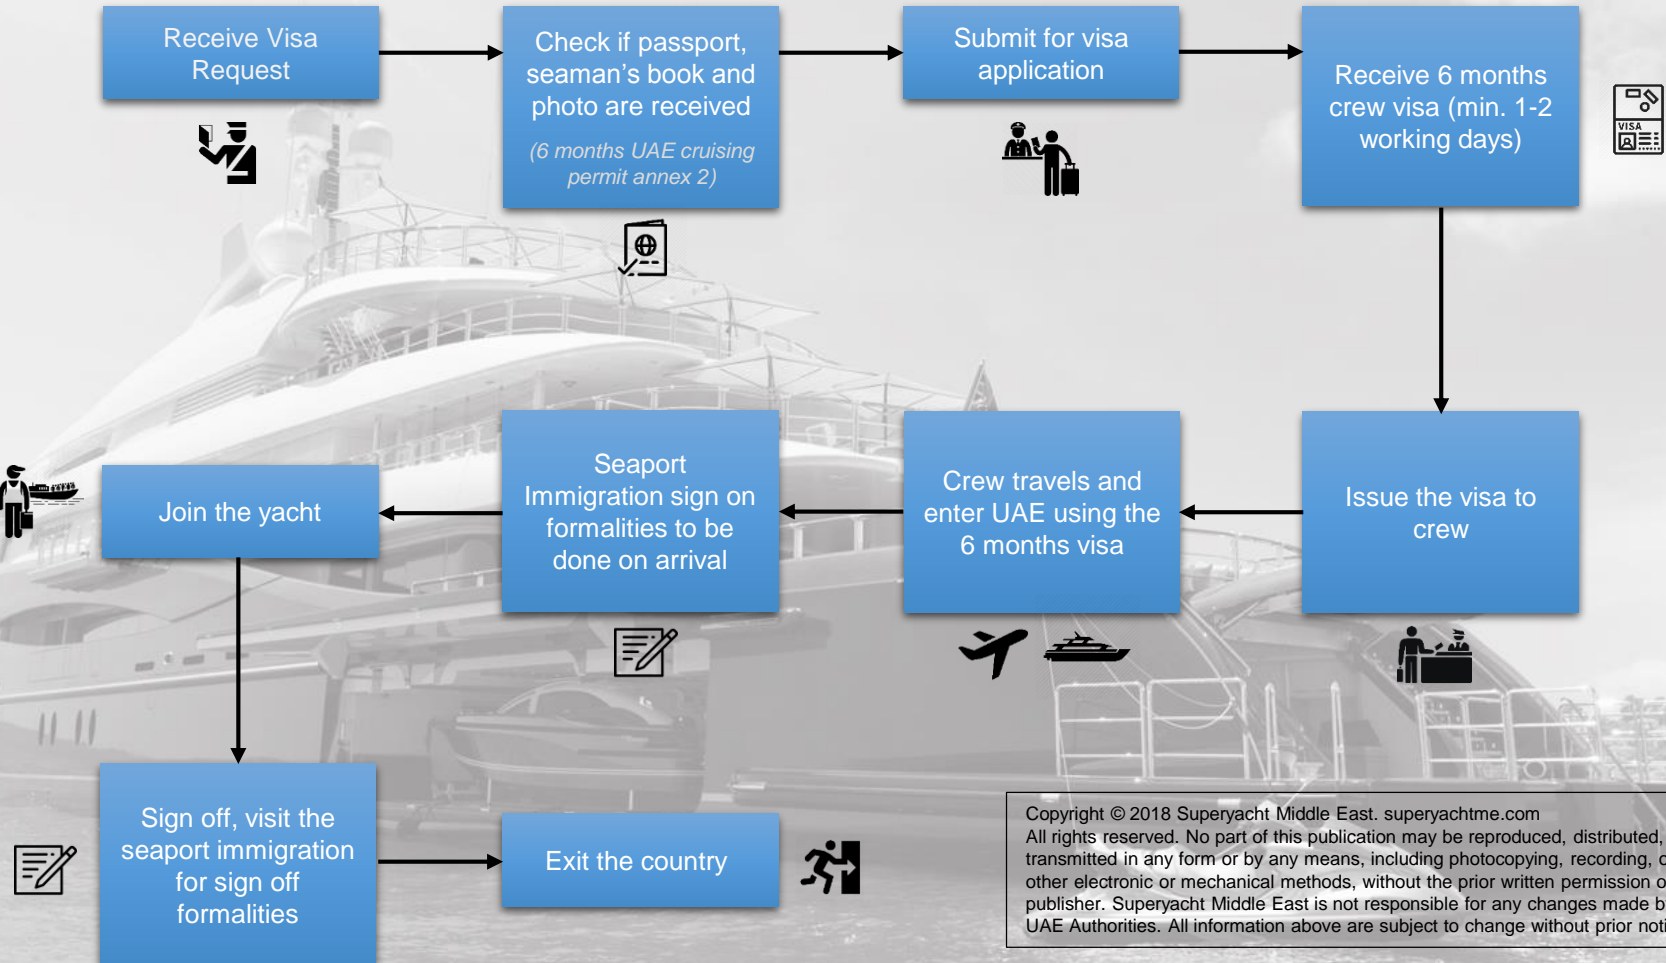 Receive Visa
Request
Check if passport,
seaman's book and
photo are received
(6 months UAE cruising
permit annex 2)
Submit for visa
application
Receive 6 months
crew visa (min. 1-2
working days)
VISA
Issue the visa to
crew
Crew travels and
enter UAE using the
6 months visa
Seaport
Immigration sign on
formalities to be
done on arrival
Join the yacht
Sign off, visit the
seaport immigration
for sign off
formalities
Exit the country
Copyright © 2018 Superyacht Middle East. superyachtme.com
All rights reserved. No part of this publication may be reproduced, distributed,
transmitted in any form or by any means, including photocopying, recording,
other electronic or mechanical methods, without the prior written permission
publisher. Superyacht Middle East is not responsible for any changes made
UAE Authorities. All information above are subject to change without prior